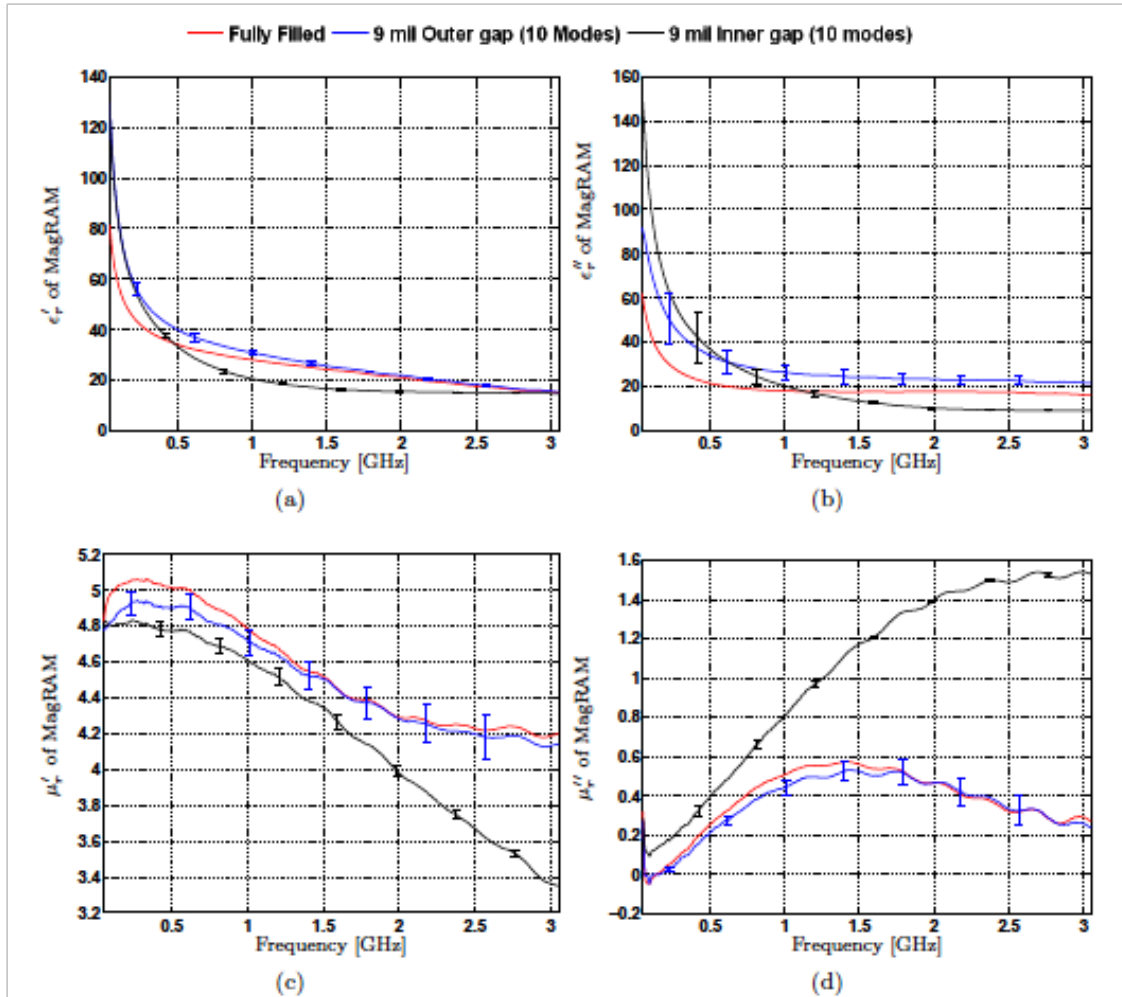 Fully Filled 9 mil Outer gap (10 Modes) 9 mil Inner gap (10 modes)
140
120
100
80
60
40
20
0
ϵ′r of MagRAM
0.5 1 1.5 2 2.5 3
Frequency [GHz]
(a)
160
140
120
100
80
60
40
20
0
ϵ′′r of MagRAM
0.5 1 1.5 2 2.5 3
Frequency [GHz]
(b)
5.2
5
4.8
4.6
4.4
4.2
4
3.8
3.6
3.4
3.2
μ′r of MagRAM
0.5 1 1.5 2 2.5 3
Frequency [GHz]
(c)
1.6
1.4
1.2
1
0.8
0.6
0.4
0.2
0
−0.2
μ′′r of MagRAM
0.5 1 1.5 2 2.5 3
Frequency [GHz]
(d)